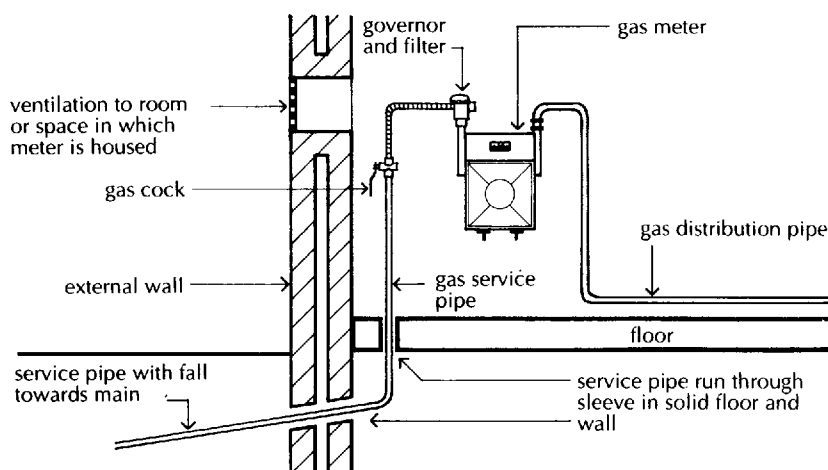 governor
and filter
gas meter
ventilation to room
or space in which
meter is housed
gas cock
gas distribution pipe
external wall
gas service
pipe
floor
service pipe with fall
towards main
service pipe run through
sleeve in solid floor and
wall